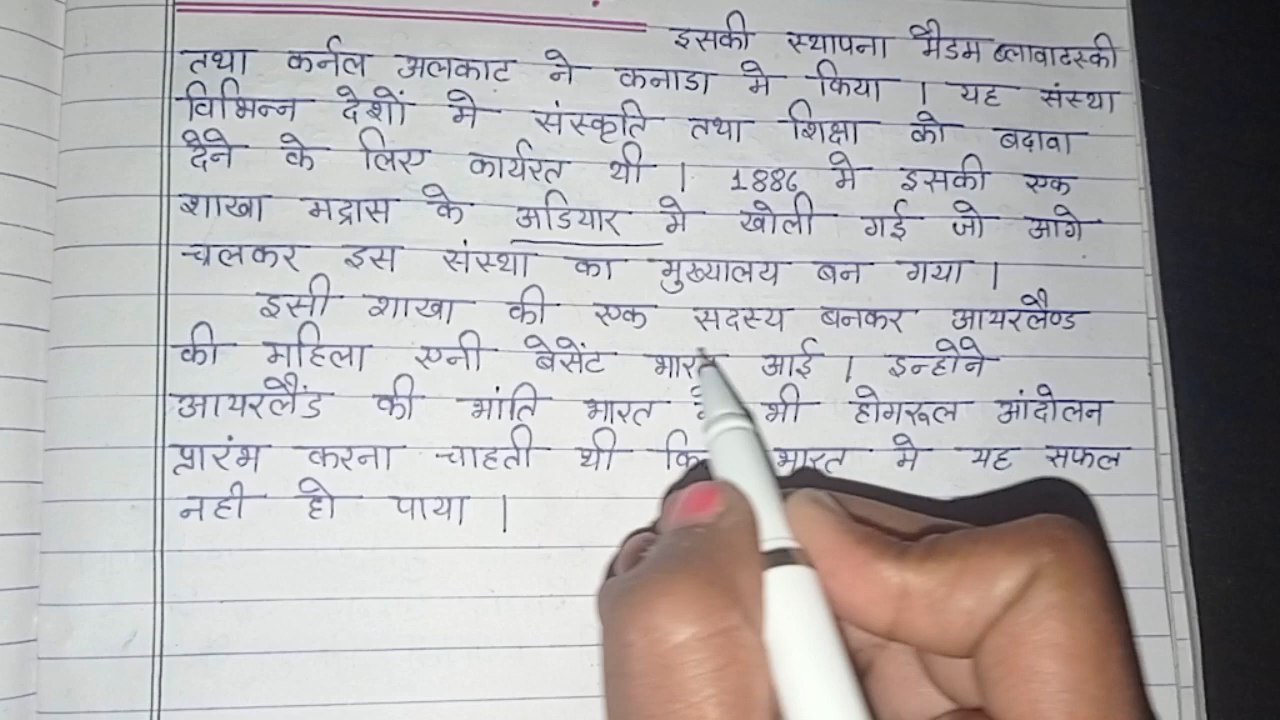 इसकी स्थापना मैडम ब्लावाटस्की
तथा कर्नल अलकाट ने कनाडा मे किया । यह संस्था
विभिन्न देशों मे संस्कृति तथा शिक्षा को बढ़ावा
देने के लिए कार्यरत थी । 1886 मे इसकी एक
शाखा मद्रास के अडियार मे खोली गई जो आगे
चलकर इस संस्था का मुख्यालय बन गया ।
इसी शाखा की एक सदस्य बनकर आयरलैण्ड
की महिला एनी बेसेंट भारत आई । इन्होने
आयरलैंड की भांति भारत भी होमरूल आंदोलन
प्रारंभ करना चाहती थी भारत मे यह सफल
नही हो पाया ।